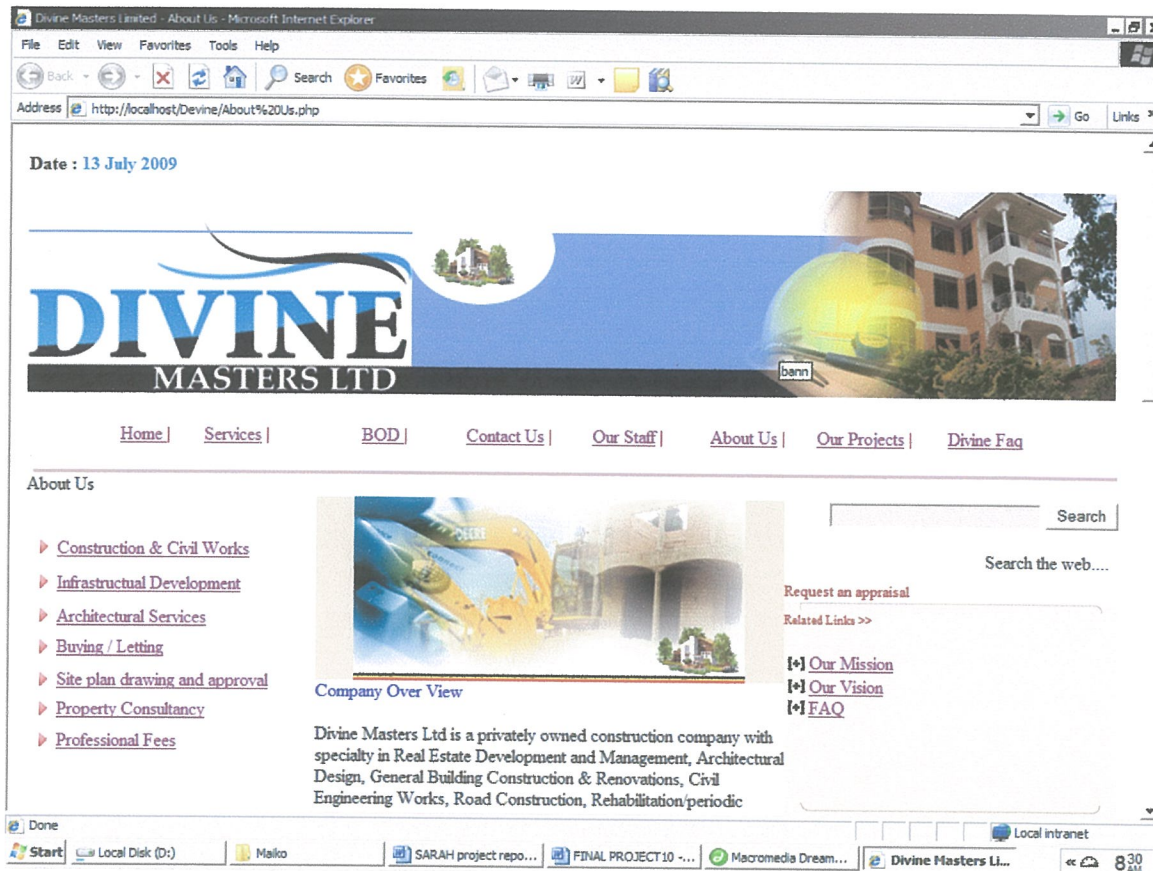 Divine Masters Limited - About Us - Microsoft Internet Explorer
File Edit View Favorites Tools Help
Back Search Favorites
Address http://localhost/Devine/About%20Us.php Go Links
Date : 13 July 2009
DIVINE
MASTERS LTD
bann
Home | Services | BOD | Contact Us | Our Staff | About Us | Our Projects | Divine Faq
About Us
Construction & Civil Works
Infrastructual Development
Architectural Services
Buying / Letting
Site plan drawing and approval
Property Consultancy
Professional Fees
DEERE
Company Over View
Divine Masters Ltd is a privately owned construction company with
specialty in Real Estate Development and Management, Architectural
Design, General Building Construction & Renovations, Civil
Engineering Works, Road Construction, Rehabilitation/periodic
Search
Search the web....
Request an appraisal
Related Links >>
[+] Our Mission
[+] Our Vision
[+] FAQ
Done Local intranet
Start Local Disk (D:) Maiko SARAH project repo... FINAL PROJECT10 -... Macromedia Dream... Divine Masters Li... « 8 30 AM